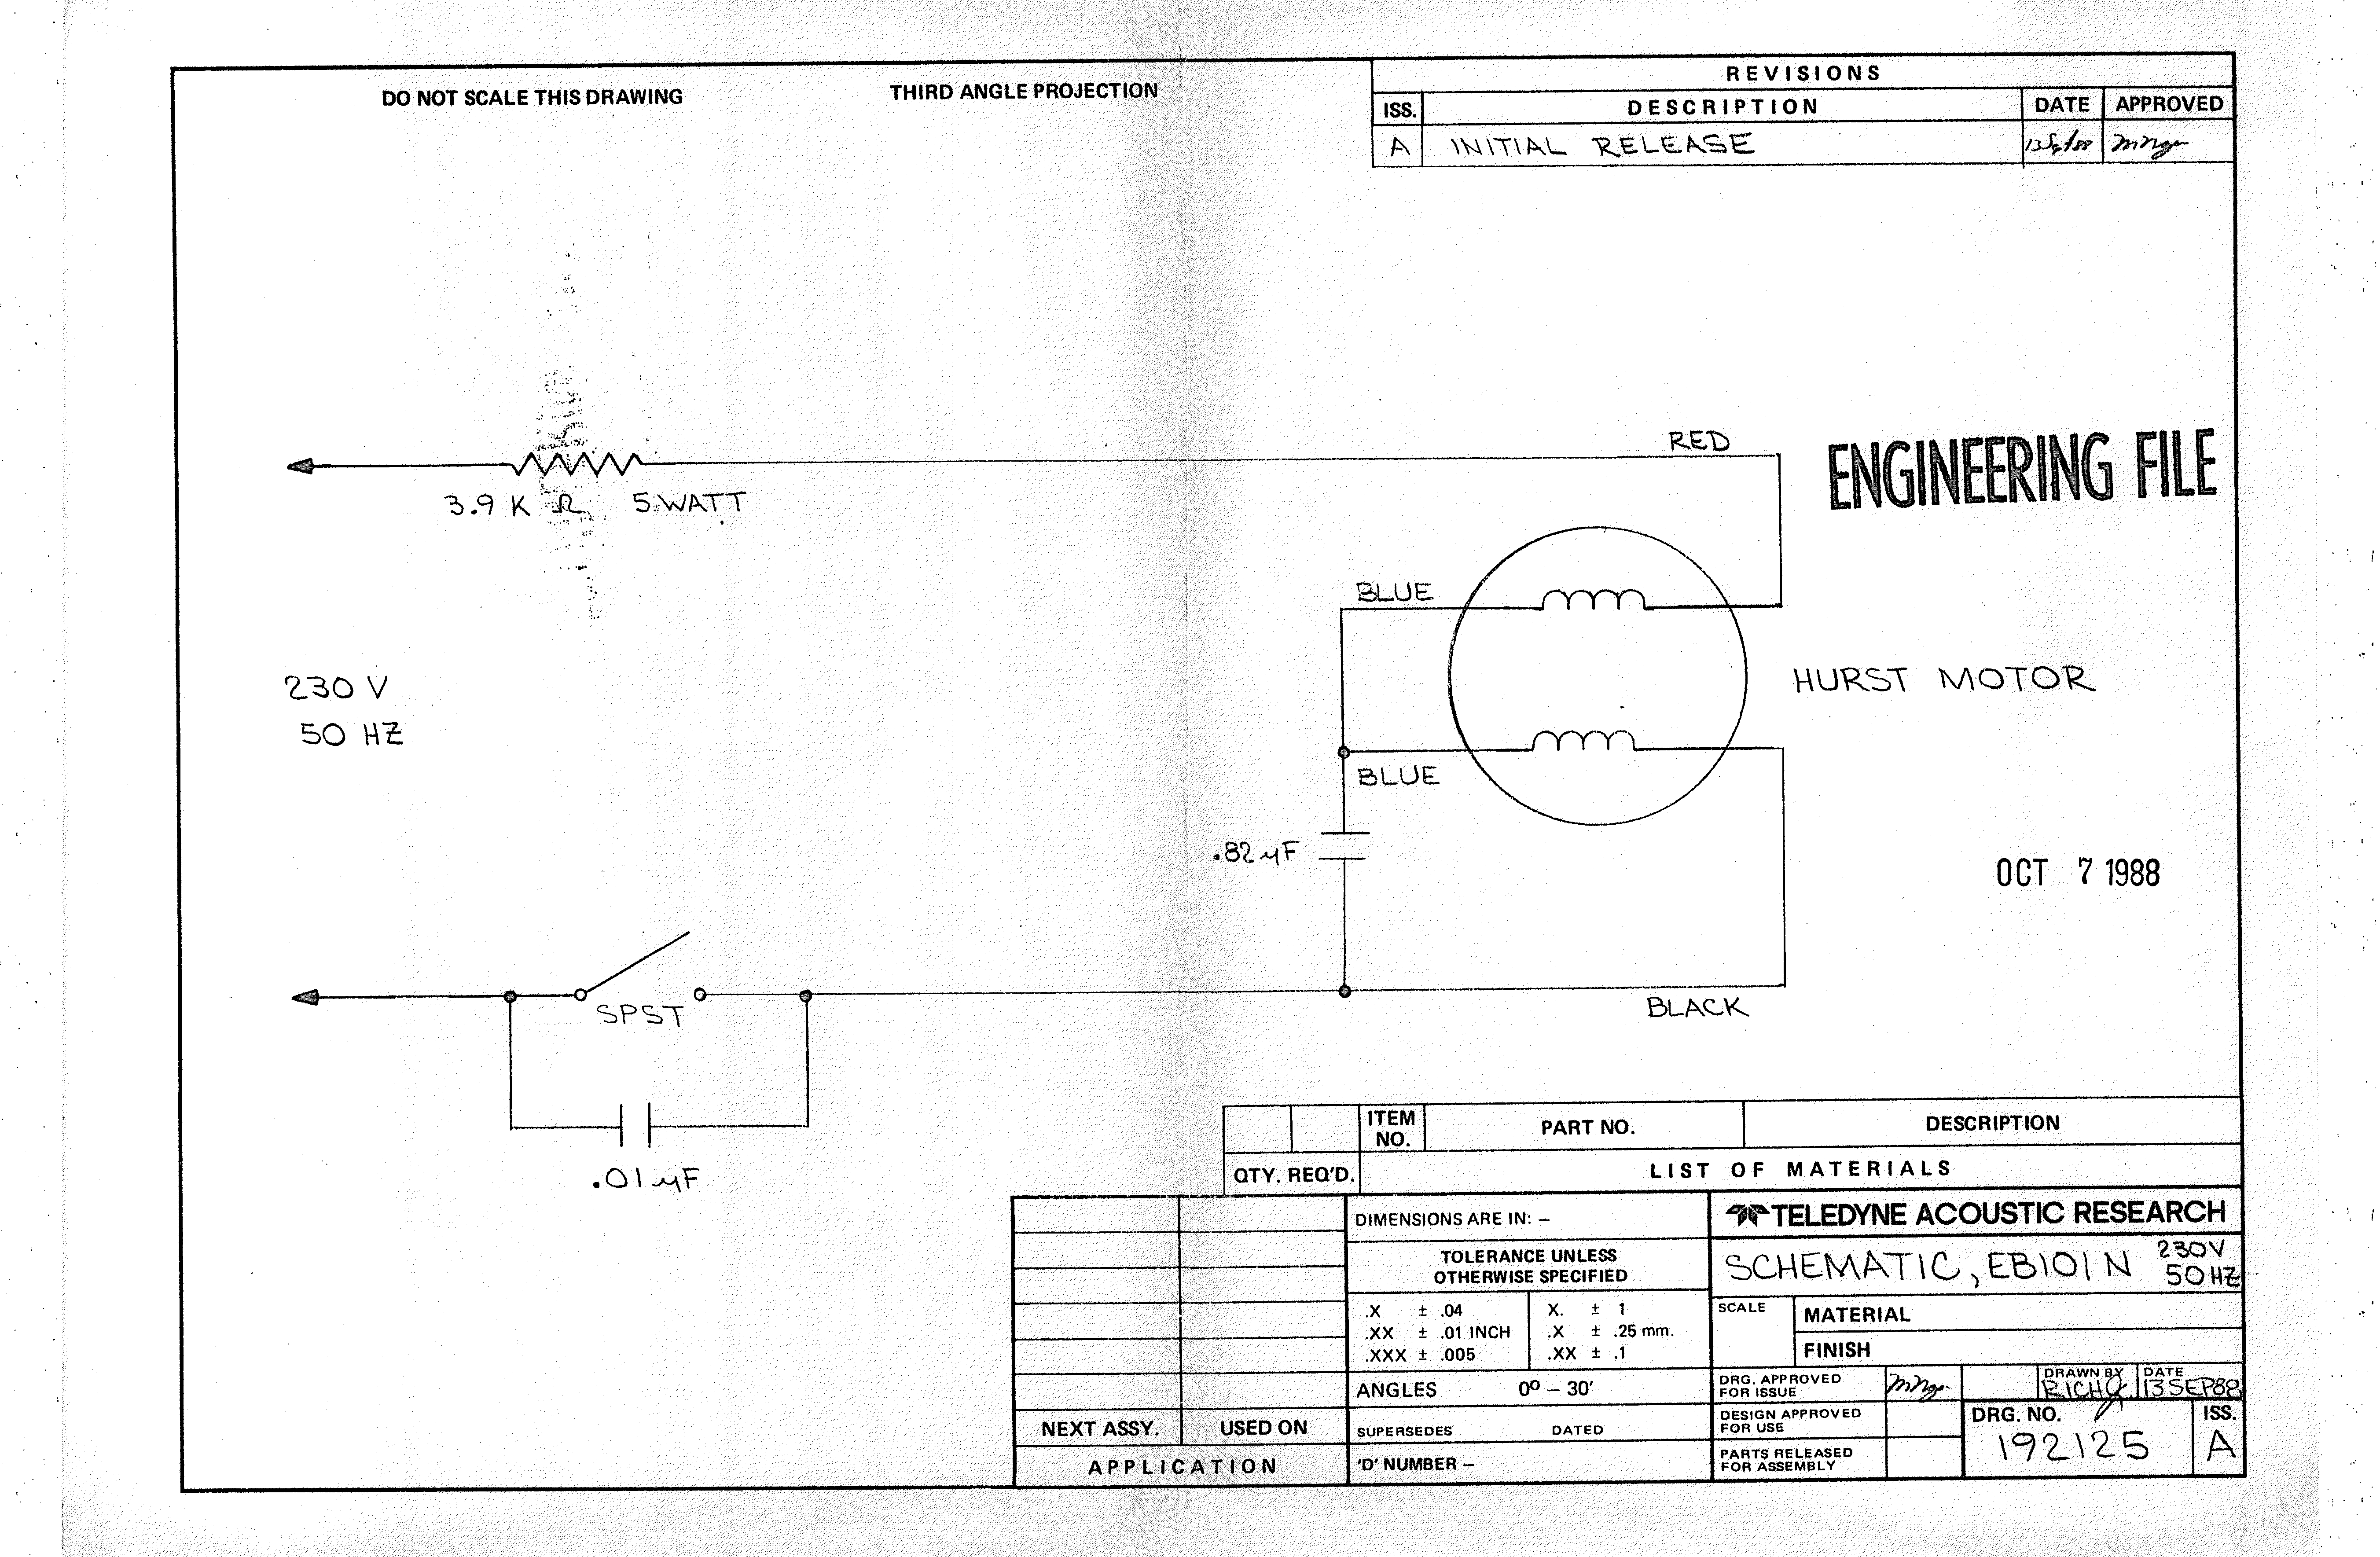 DO NOT SCALE THIS DRAWING
THIRD ANGLE PROJECTION
REVISIONS
ISS.
DESCRIPTION
DATE
APPROVED
A
INITIAL RELEASE
RED
ENGINEERING FILE
3.9 K Ω 5 WATT
BLUE
230 V
50 HZ
HURST MOTOR
BLUE
.82 µF
OCT 7 1988
SPST
BLACK
.01 µF
ITEM
NO.
PART NO.
DESCRIPTION
QTY. REQ'D.
LIST OF MATERIALS
DIMENSIONS ARE IN: –
TELEDYNE ACOUSTIC RESEARCH
TOLERANCE UNLESS
OTHERWISE SPECIFIED
SCHEMATIC, EB101 N 230V
50HZ
.X ± .04
.XX ± .01 INCH
.XXX ± .005
X. ± 1
.X ± .25 mm.
.XX ± .1
SCALE
MATERIAL
FINISH
ANGLES 0º – 30'
DRG. APPROVED
FOR ISSUE
DRAWN BY
DATE
13SEP88
NEXT ASSY.
USED ON
SUPERSEDES DATED
DESIGN APPROVED
FOR USE
DRG. NO.
192125
ISS.
A
APPLICATION
'D' NUMBER –
PARTS RELEASED
FOR ASSEMBLY